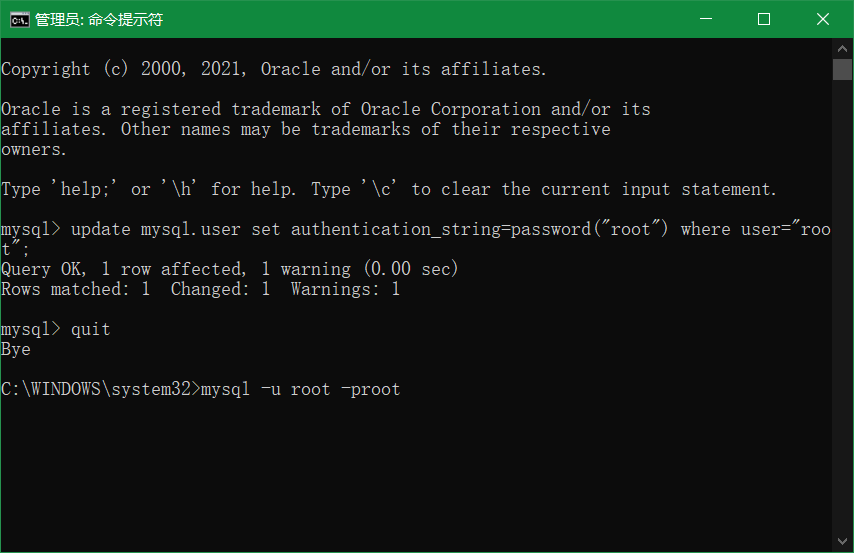 管理员: 命令提示符
Copyright (c) 2000, 2021, Oracle and/or its affiliates.
Oracle is a registered trademark of Oracle Corporation and/or its
affiliates. Other names may be trademarks of their respective
owners.
Type 'help;' or '\h' for help. Type '\c' to clear the current input statement.
mysql> update mysql.user set authentication_string=password("root") where user="roo
t";
Query OK, 1 row affected, 1 warning (0.00 sec)
Rows matched: 1  Changed: 1  Warnings: 1
mysql> quit
Bye
C:\WINDOWS\system32>mysql -u root -proot